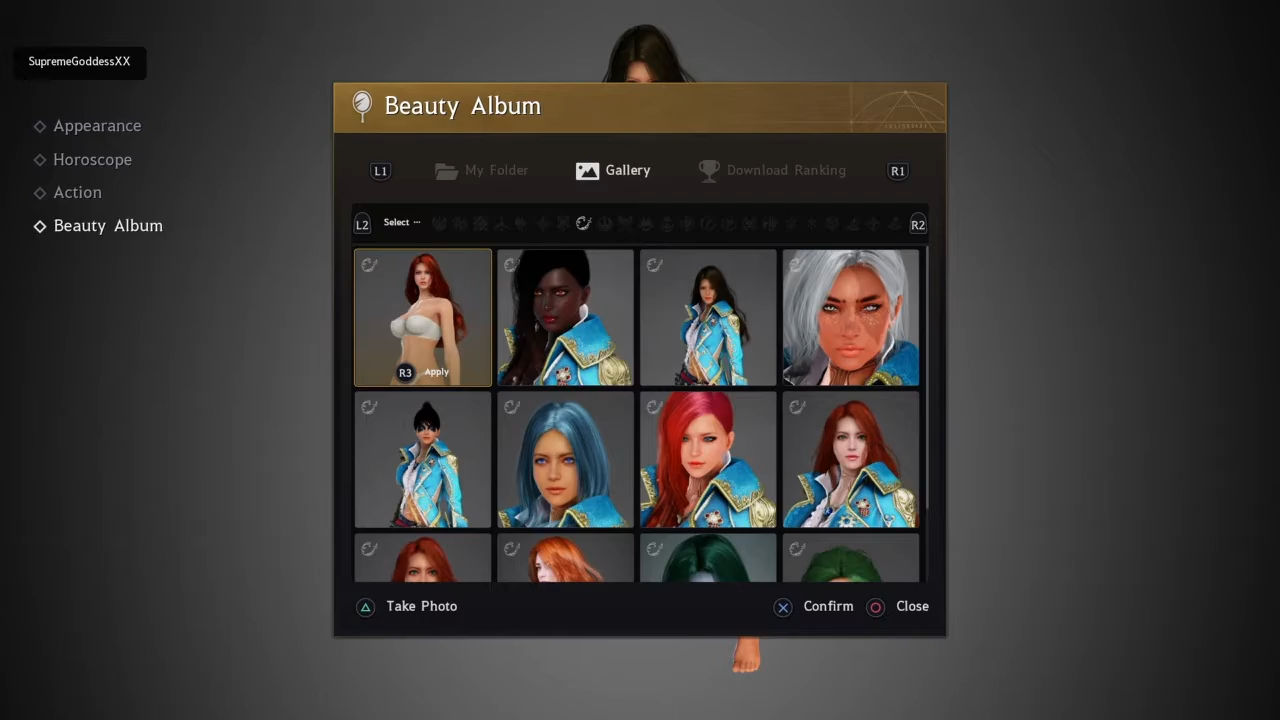 SupremeGoddessXX
Beauty Album
Appearance
Horoscope
Action
Beauty Album
L1
My Folder
Gallery
Download Ranking
R1
L2
Select ...
R2
R3 Apply
Take Photo
Confirm
Close